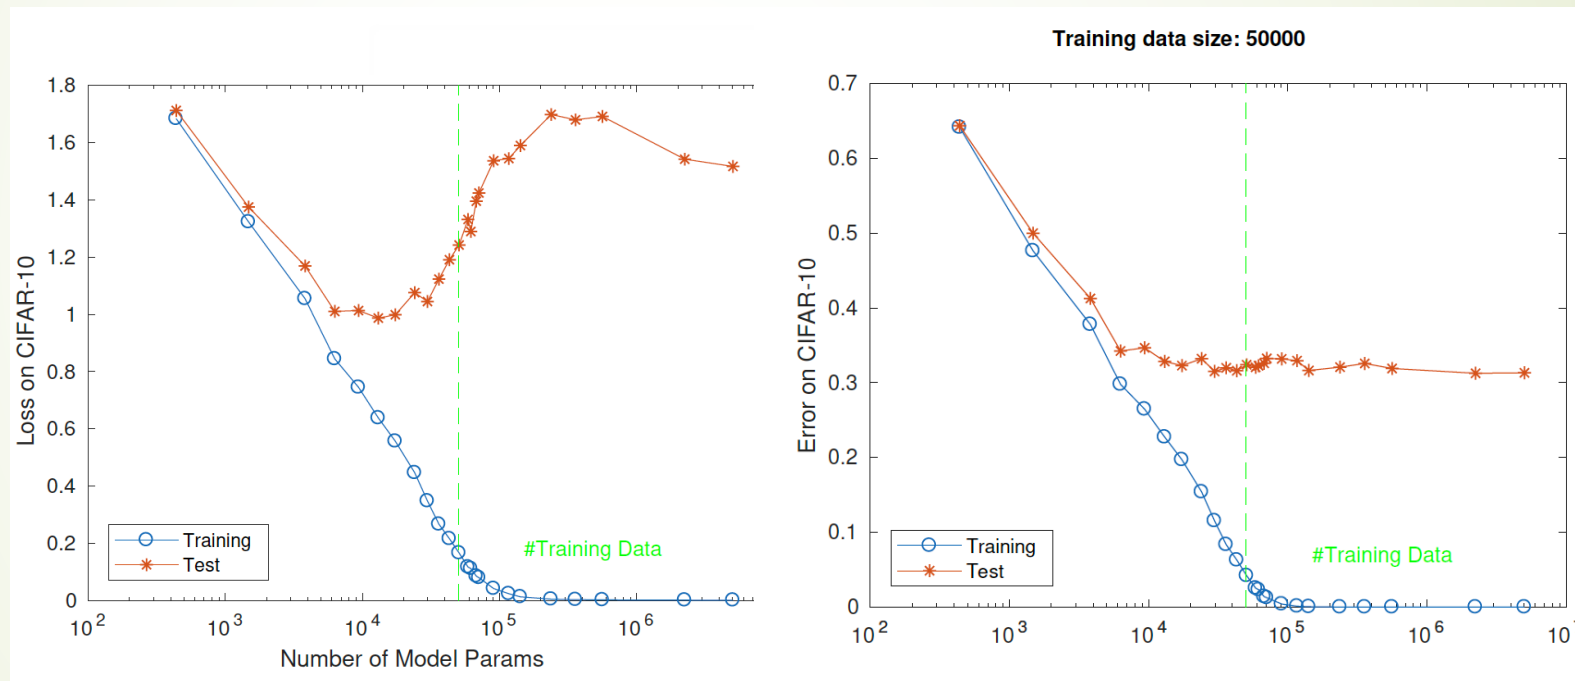 Training data size: 50000
1.8
1.6
1.4
1.2
1
0.8
0.6
0.4
0.2
0
Loss on CIFAR-10
10^2
10^3
10^4
10^5
10^6
Number of Model Params
Training
Test
#Training Data
0.7
0.6
0.5
0.4
0.3
0.2
0.1
0
Error on CIFAR-10
10^2
10^3
10^4
10^5
10^6
Training
Test
#Training Data